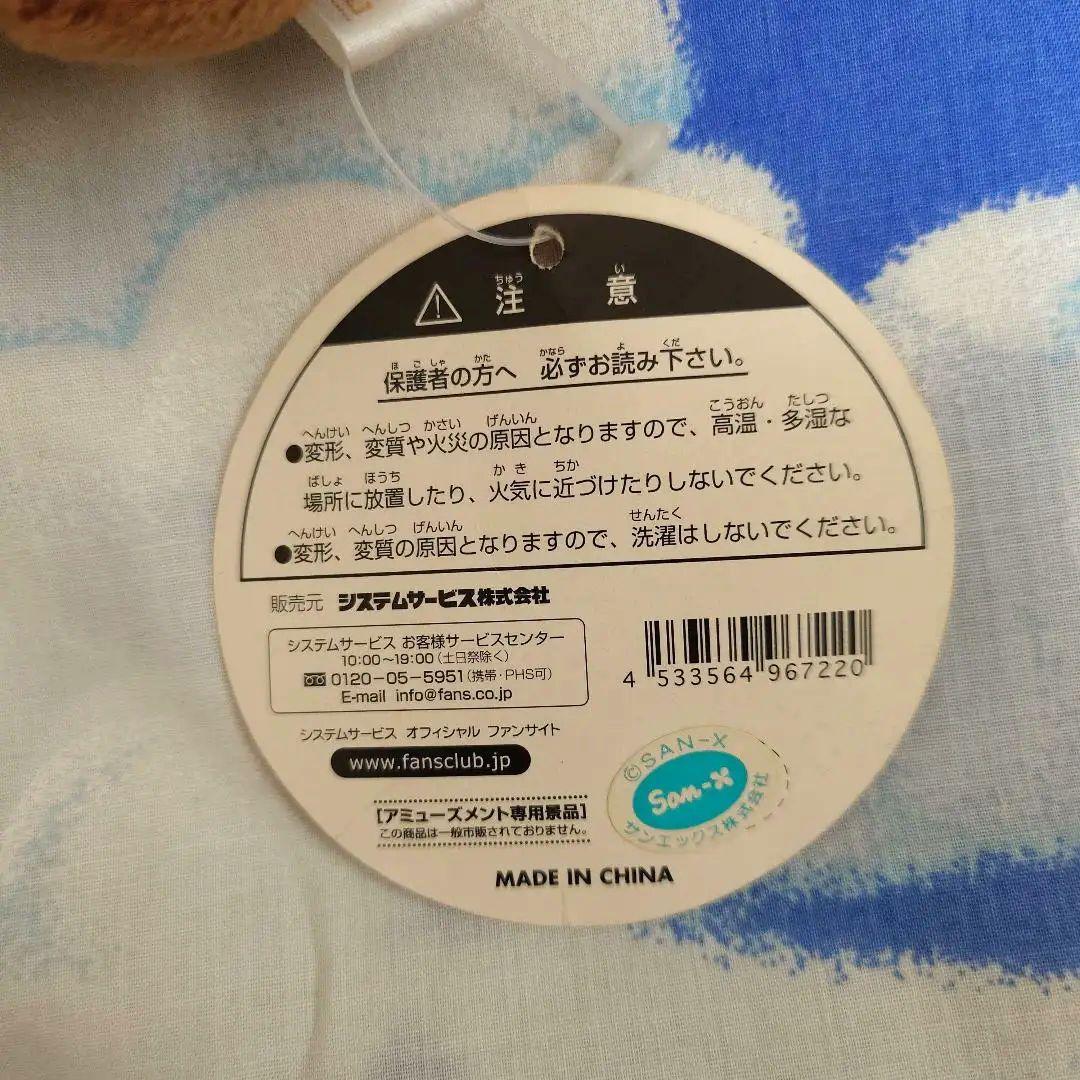 注意
保護者の方へ 必ずお読み下さい。
●変形、変質や火災の原因となりますので、高温・多湿な
場所に放置したり、火気に近づけたりしないでください。
●変形、変質の原因となりますので、洗濯はしないでください。
販売元 システムサービス株式会社
システムサービス お客様サービスセンター
10:00~19:00(土日祭除く)
0120-05-5951(携帯・PHS可)
E-mail info@fans.co.jp
システムサービス オフィシャル ファンサイト
www.fansclub.jp
[アミューズメント専用景品]
この商品は一般市販されておりません。
4 533564 967220
©SAN-X
San-x
サンエックス株式会社
MADE IN CHINA